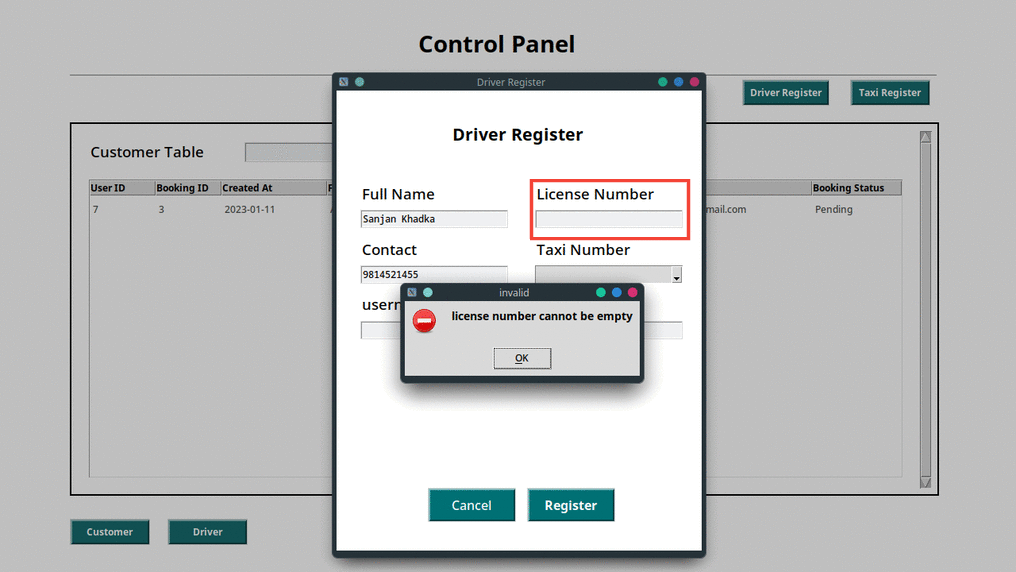 Control Panel
Driver Register
Driver Register Taxi Register
Driver Register
Customer Table
User ID Booking ID Created At Booking Status
7 3 2023-01-11 mail.com Pending
Full Name License Number
Sanjan Khadka
Contact Taxi Number
9814521455
invalid
license number cannot be empty
OK
Cancel Register
Customer Driver